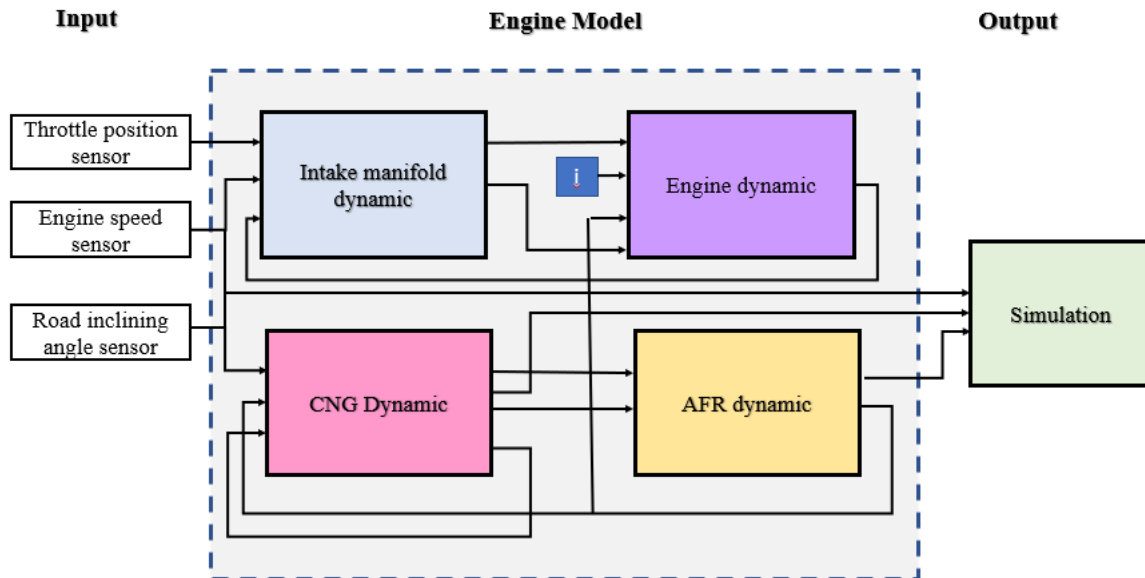 Input
Engine Model
Output
Throttle position
sensor
Intake manifold
dynamic
i
Engine dynamic
Engine speed
sensor
Road inclining
angle sensor
Simulation
CNG Dynamic
AFR dynamic